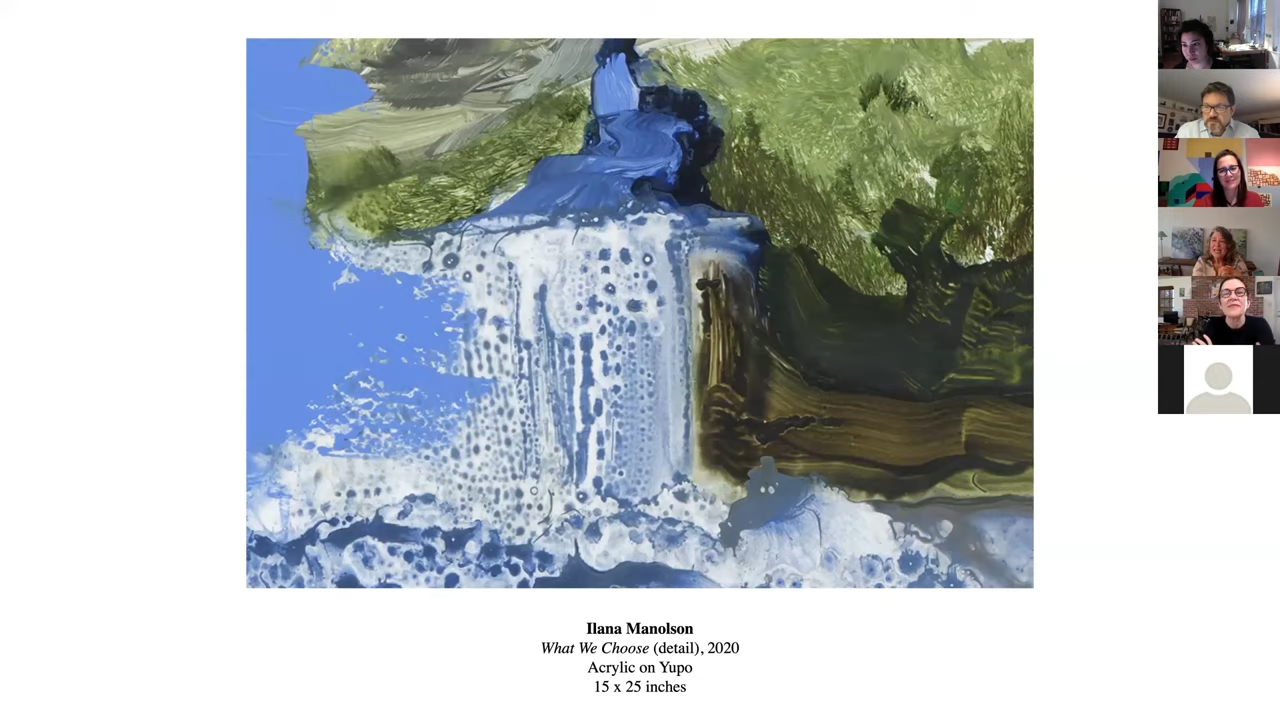 Ilana Manolson
What We Choose (detail), 2020
Acrylic on Yupo
15 x 25 inches